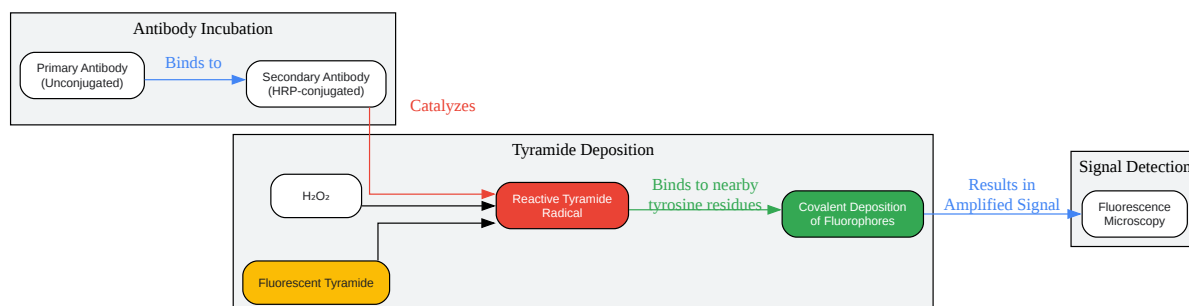 Antibody Incubation
Primary Antibody
(Unconjugated)
Binds to
Secondary Antibody
(HRP-conjugated)
Catalyzes
Tyramide Deposition
H₂O₂
Fluorescent Tyramide
Reactive Tyramide
Radical
Binds to nearby
tyrosine residues
Covalent Deposition
of Fluorophores
Results in
Amplified Signal
Signal Detection
Fluorescence
Microscopy